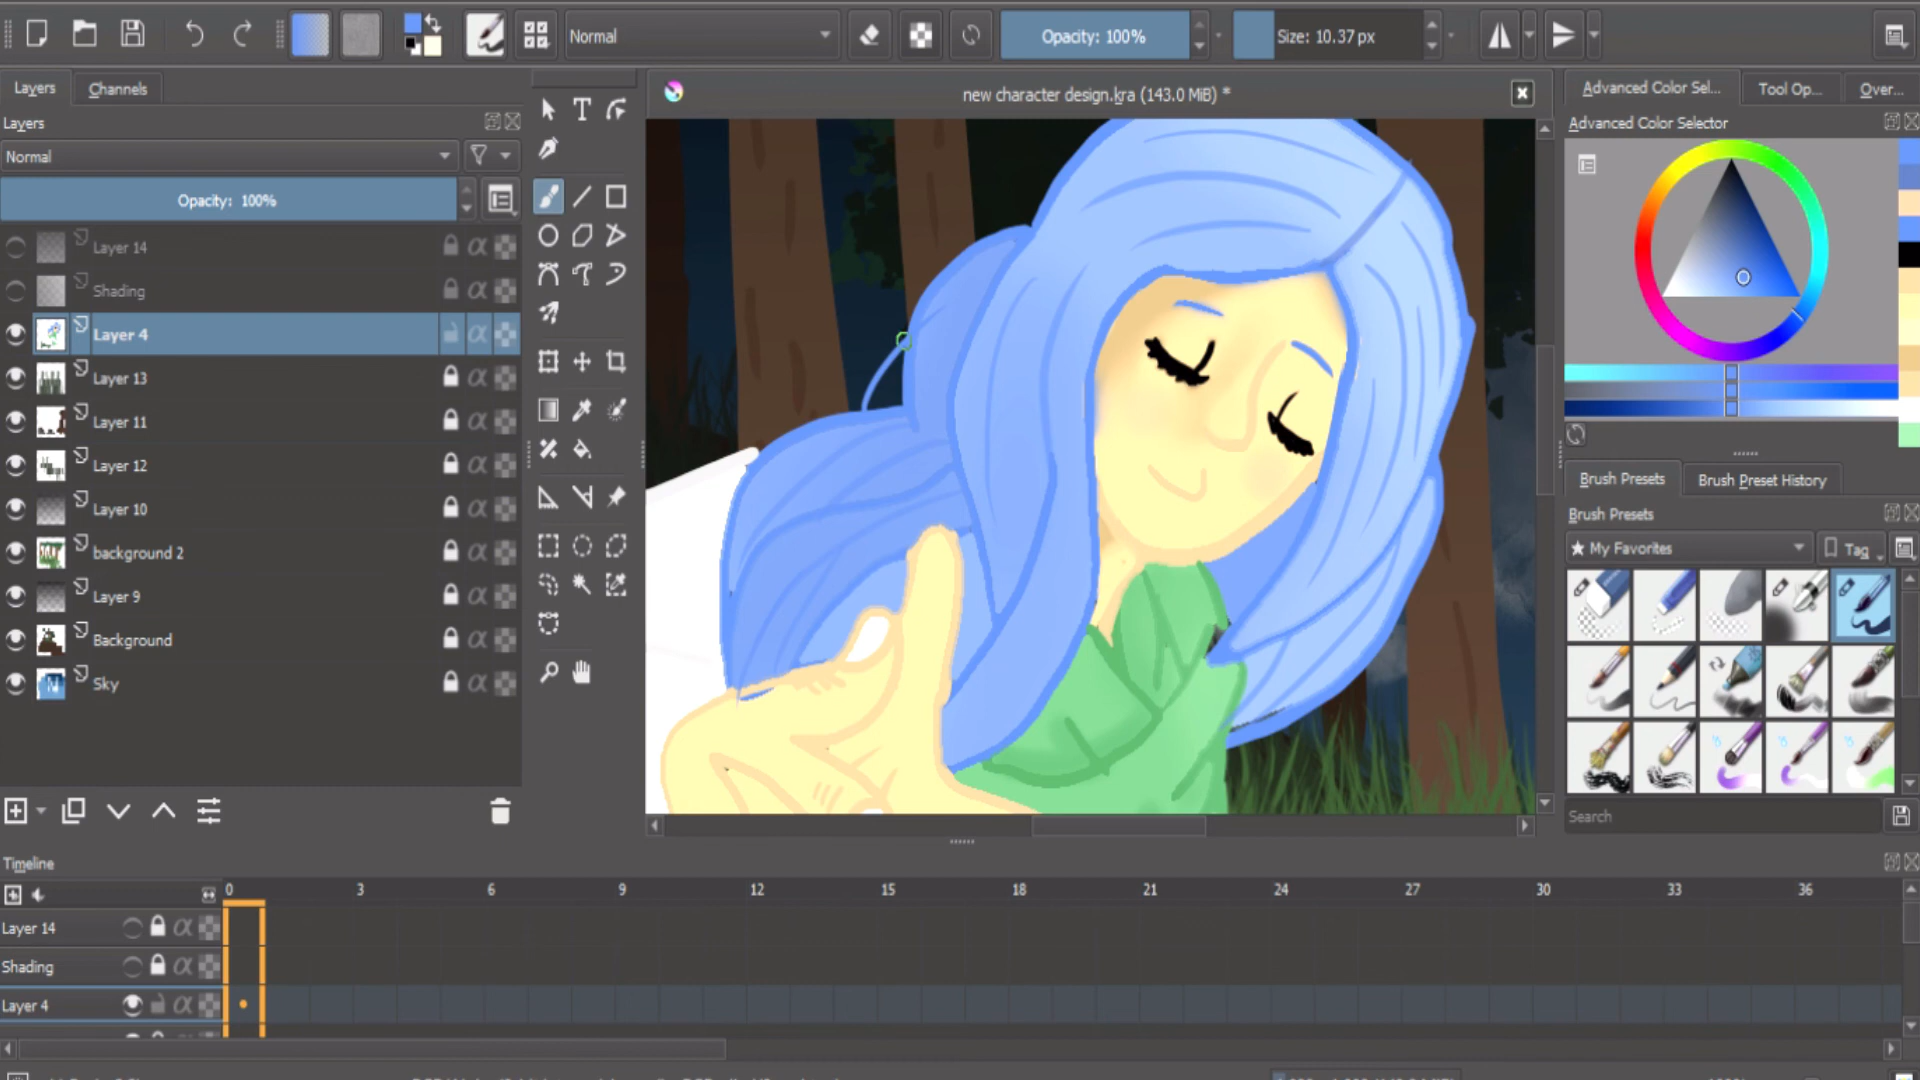 Normal
Opacity: 100%
Size: 10.37 px
Layers
Channels
Layers
Normal
Opacity: 100%
Layer 14
Shading
Layer 4
Layer 13
Layer 11
Layer 12
Layer 10
background 2
Layer 9
Background
Sky
new character design.kra (143.0 MiB) *
Advanced Color Sel...
Tool Op...
Over...
Advanced Color Selector
Brush Presets
Brush Preset History
Brush Presets
★ My Favorites
Tag
Search
Timeline
0 3 6 9 12 15 18 21 24 27 30 33 36
Layer 14
Shading
Layer 4